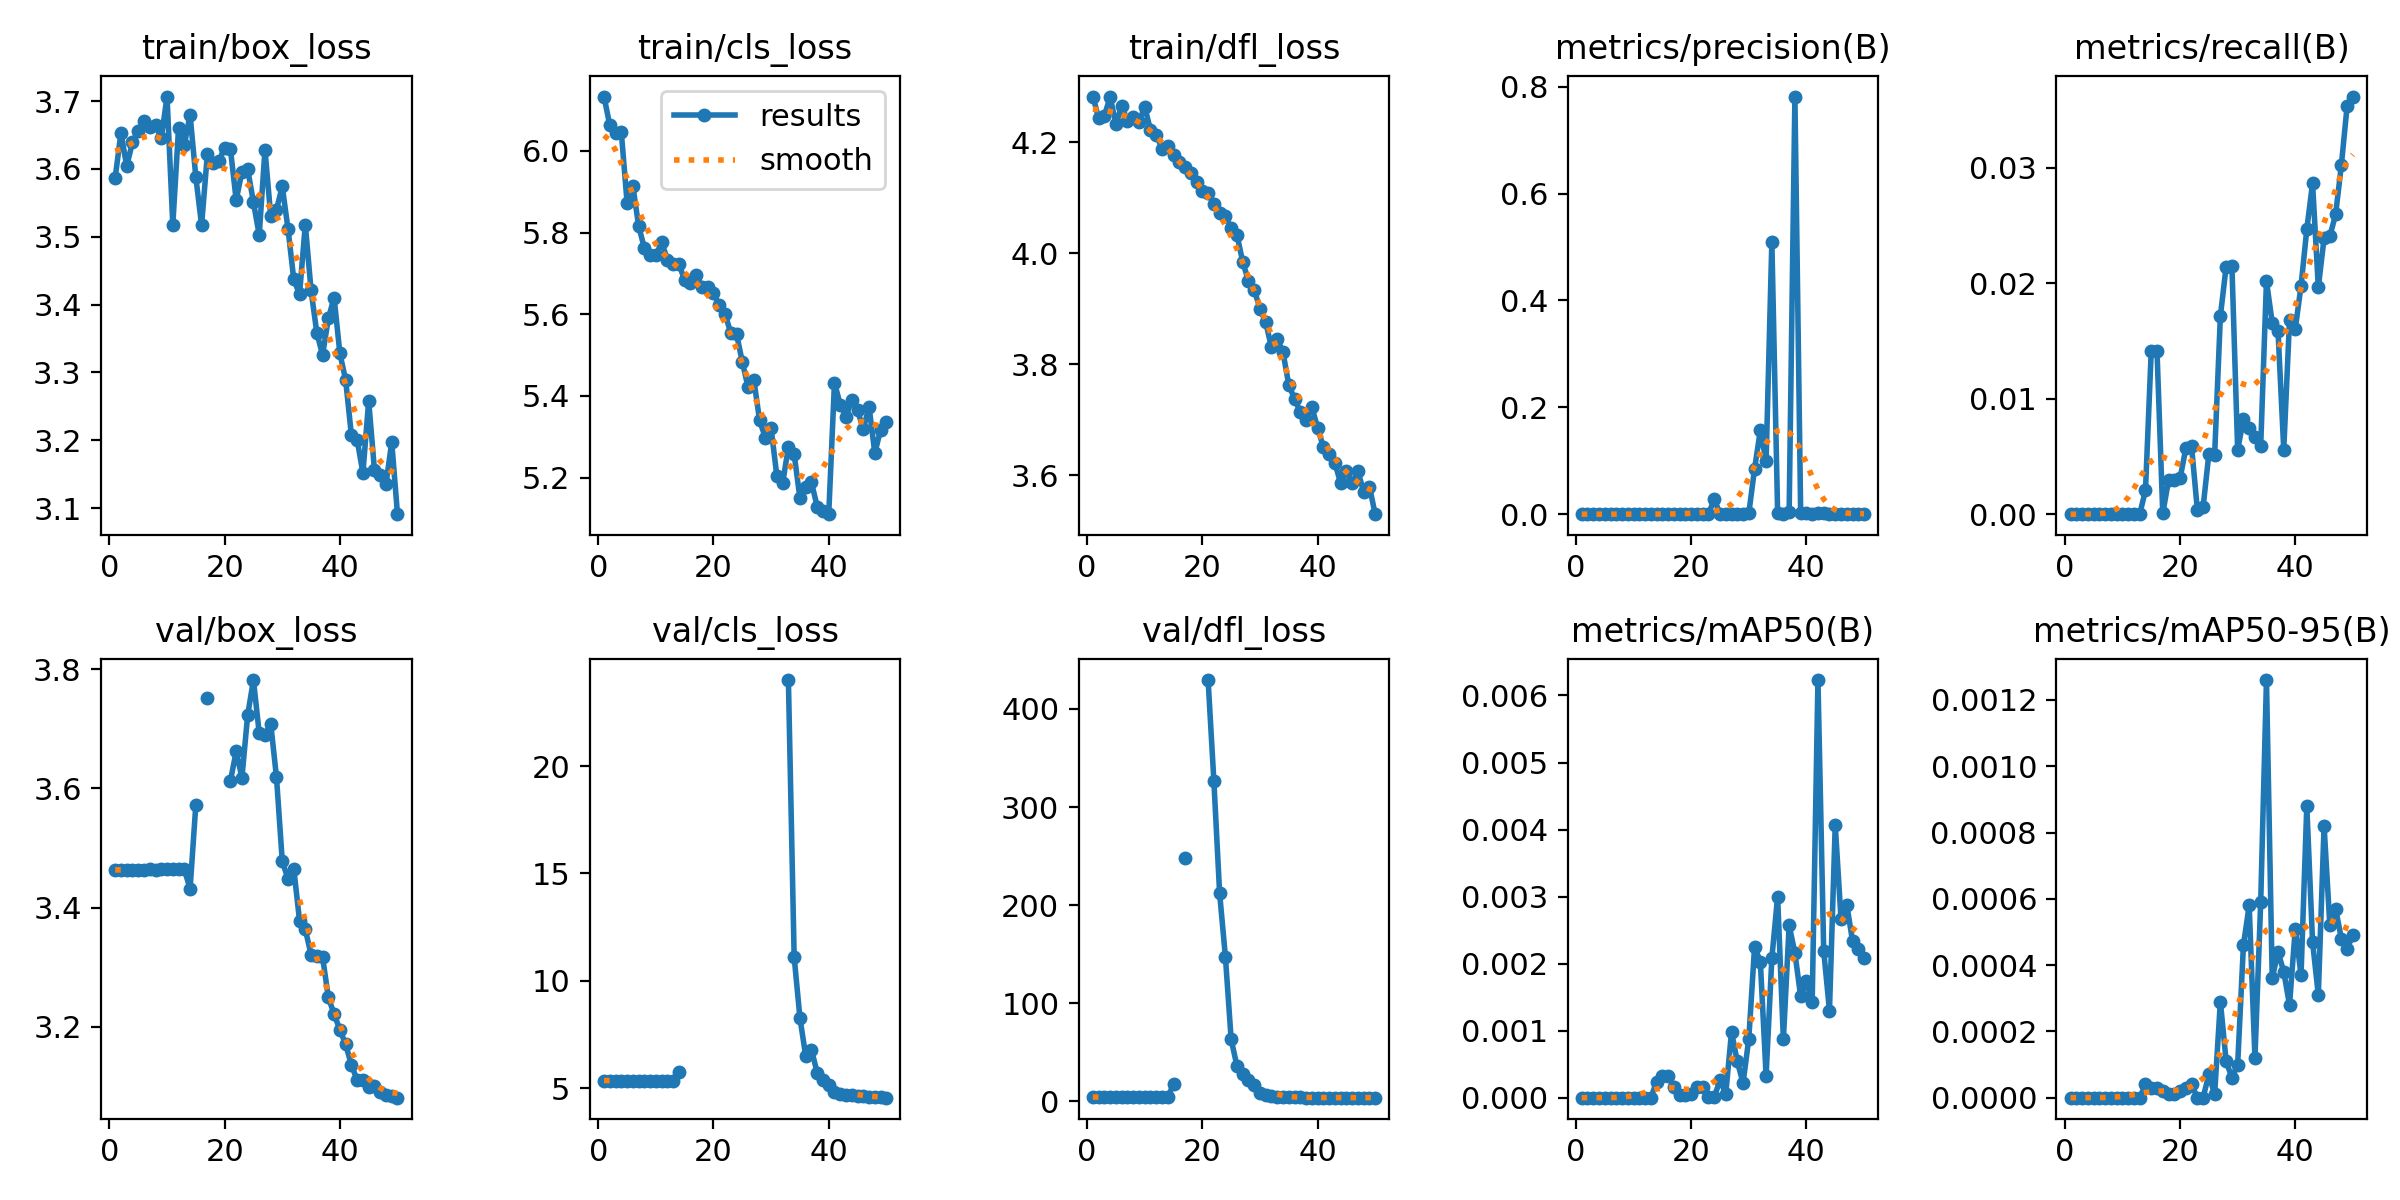 train/box_loss
3.7
3.6
3.5
3.4
3.3
3.2
3.1
0 20 40
train/cls_loss
results
smooth
6.0
5.8
5.6
5.4
5.2
0 20 40
train/dfl_loss
4.2
4.0
3.8
3.6
0 20 40
metrics/precision(B)
0.8
0.6
0.4
0.2
0.0
0 20 40
metrics/recall(B)
0.03
0.02
0.01
0.00
0 20 40
val/box_loss
3.8
3.6
3.4
3.2
0 20 40
val/cls_loss
20
15
10
5
0 20 40
val/dfl_loss
400
300
200
100
0
0 20 40
metrics/mAP50(B)
0.006
0.005
0.004
0.003
0.002
0.001
0.000
0 20 40
metrics/mAP50-95(B)
0.0012
0.0010
0.0008
0.0006
0.0004
0.0002
0.0000
0 20 40